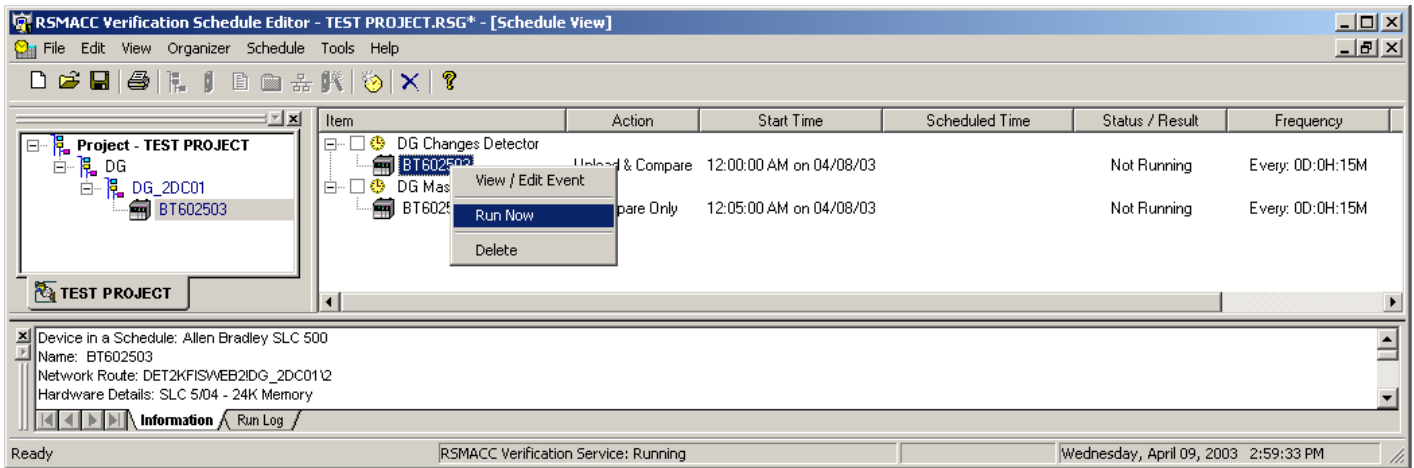 RSMACC Verification Schedule Editor - TEST PROJECT.RSG* - [Schedule View]
File Edit View Organizer Schedule Tools Help
Item Action Start Time Scheduled Time Status / Result Frequency
Project - TEST PROJECT
DG
DG_2DC01
BT602503
TEST PROJECT
DG Changes Detector
BT602503 Upload & Compare 12:00:00 AM on 04/08/03 Not Running Every: 0D:0H:15M
DG Mas
BT6025 pare Only 12:05:00 AM on 04/08/03 Not Running Every: 0D:0H:15M
View / Edit Event
Run Now
Delete
Device in a Schedule: Allen Bradley SLC 500
Name: BT602503
Network Route: DET2KFISWEB2!DG_2DC01\2
Hardware Details: SLC 5/04 - 24K Memory
Information Run Log
Ready RSMACC Verification Service: Running Wednesday, April 09, 2003 2:59:33 PM